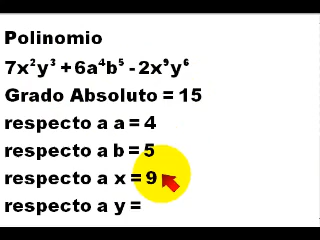 Polinomio
7x²y³ + 6a⁴b⁵ - 2x⁹y⁶
Grado Absoluto = 15
respecto a a = 4
respecto a b = 5
respecto a x = 9
respecto a y =